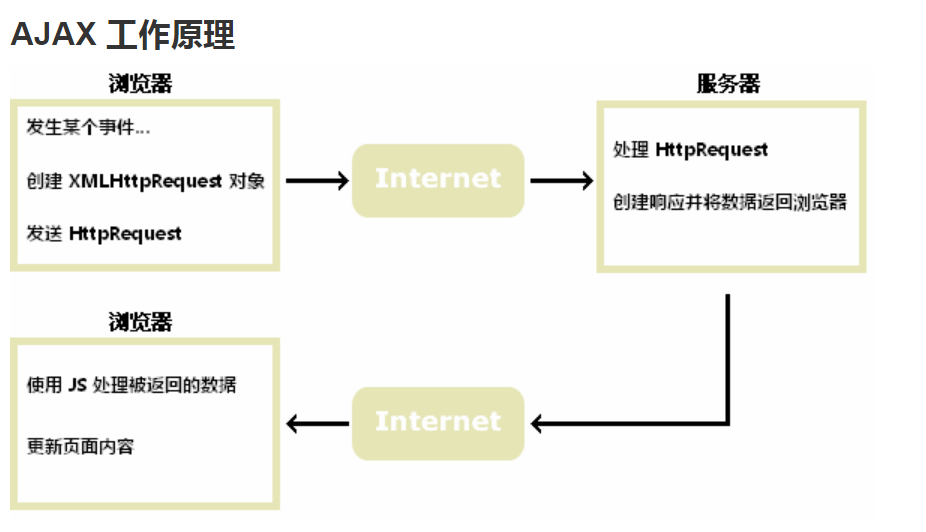 AJAX 工作原理
浏览器
发生某个事件...
创建 XMLHttpRequest 对象
发送 HttpRequest
Internet
服务器
处理 HttpRequest
创建响应并将数据返回浏览器
浏览器
使用 JS 处理被返回的数据
更新页面内容
Internet